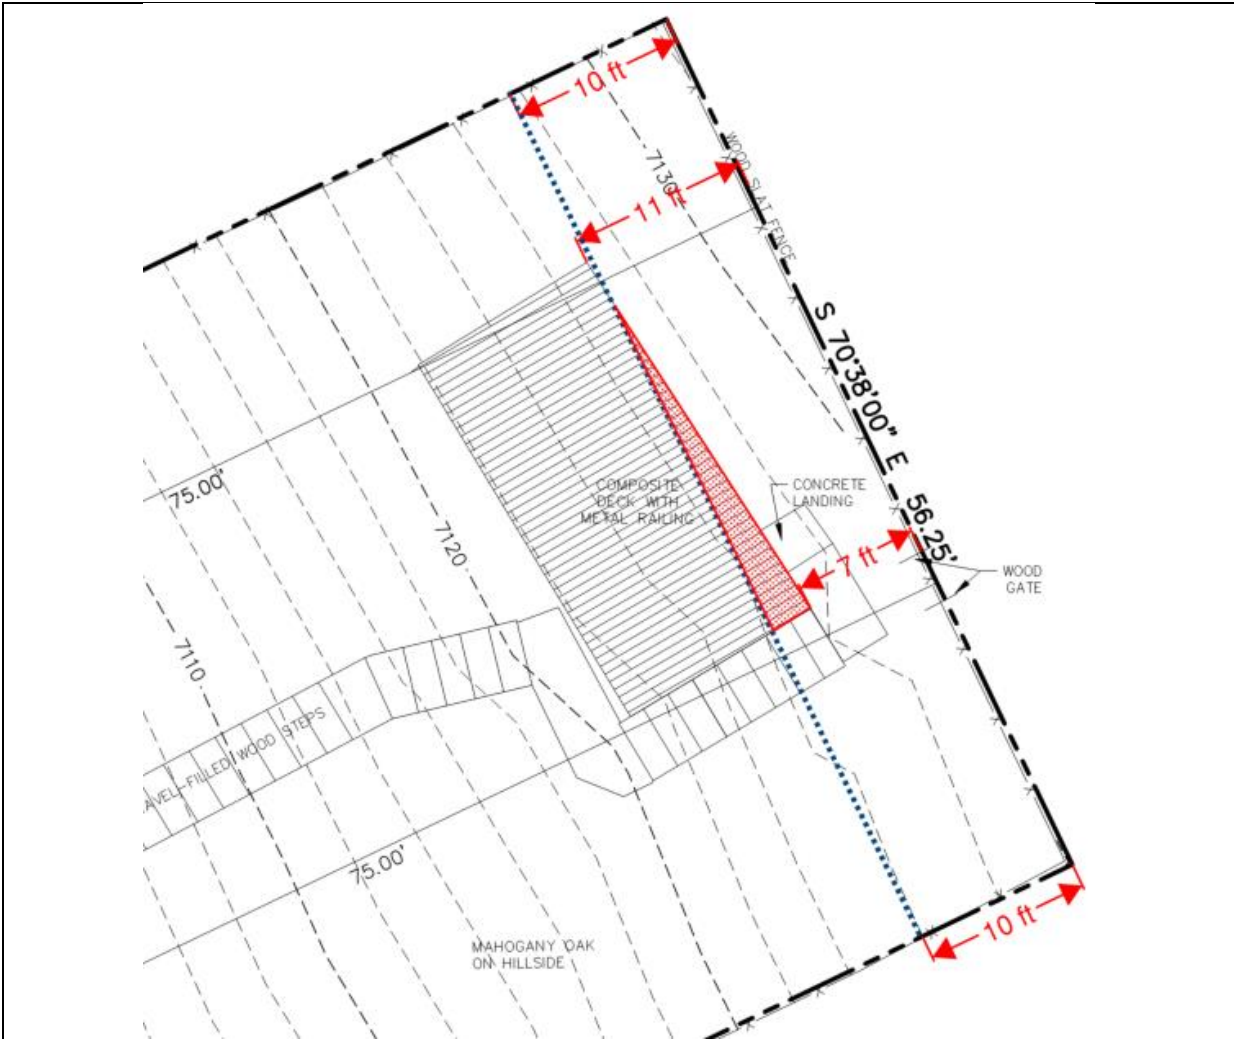 10 ft
WOOD SLAT FENCE
7130
11 ft
S 70°38'00" E 56.25'
75.00'
COMPOSITE
DECK WITH
METAL RAILING
CONCRETE
LANDING
7120
7 ft
WOOD
GATE
7110
AVEL-FILLED WOOD STEPS
75.00'
10 ft
MAHOGANY OAK
ON HILLSIDE